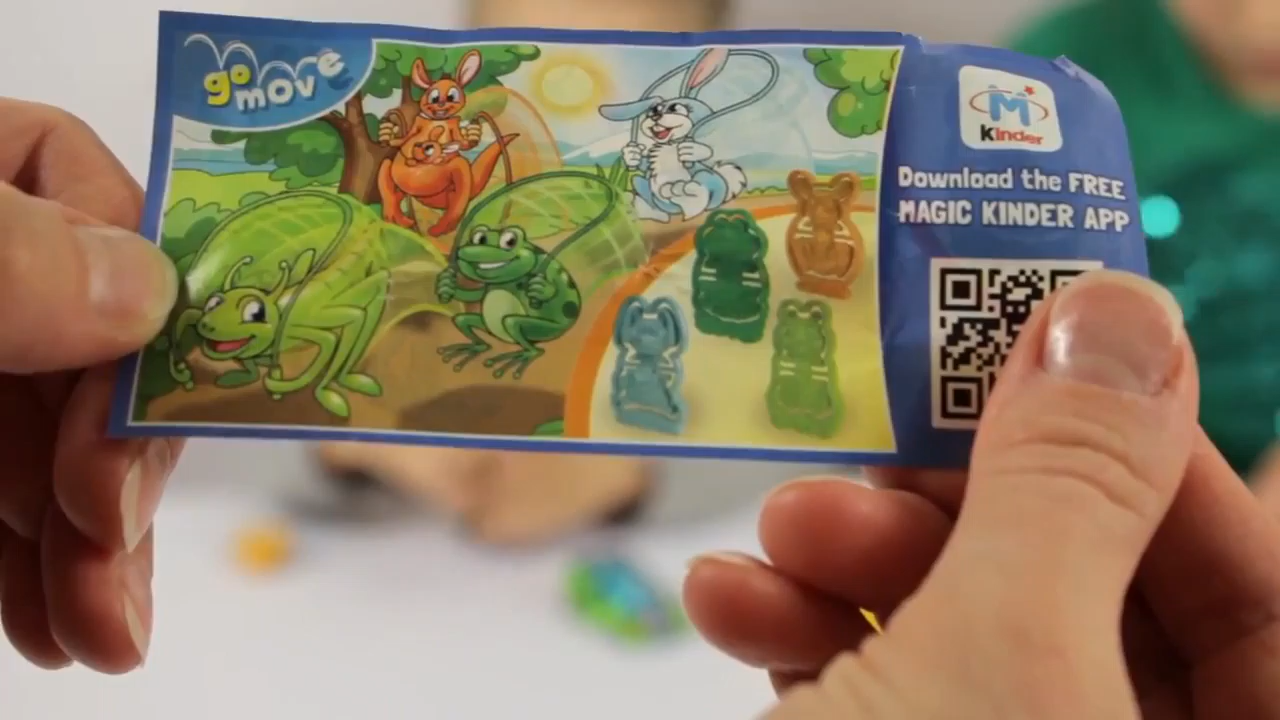 go
move
M
Kinder
Download the FREE
MAGIC KINDER APP